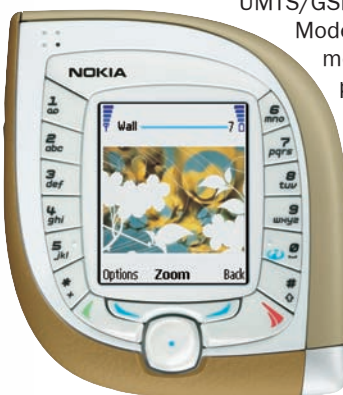 UMTS/GSM
Mode
m
p
NOKIA
1
6
mno
2
abc
7
pqrs
3
def
8
tuv
4
ghi
9
wxyz
5
jkl
0
*
+
#
Wall 7
Options Zoom Back